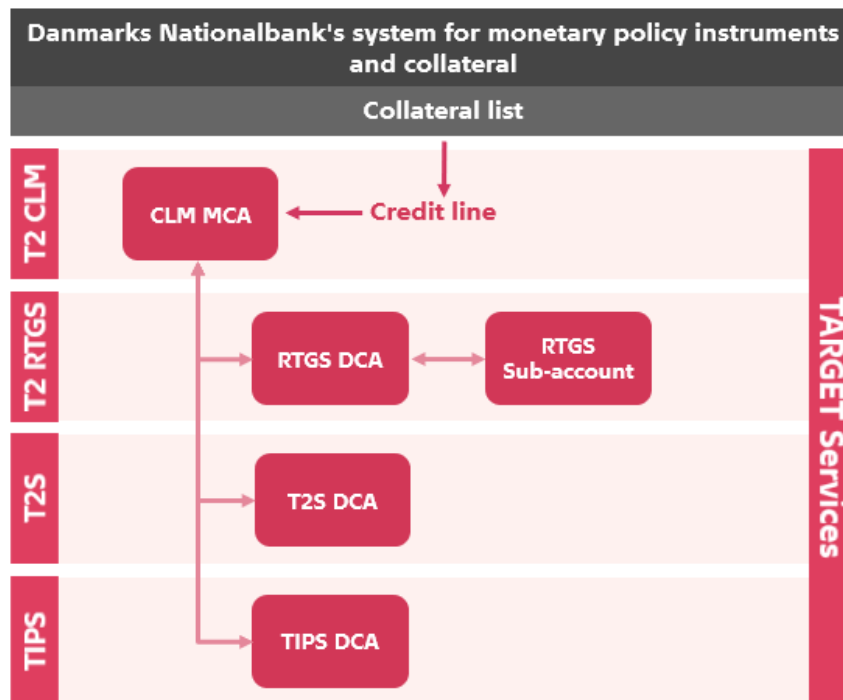 Danmarks Nationalbank's system for monetary policy instruments
and collateral
Collateral list
T2 CLM
CLM MCA
Credit line
T2 RTGS
RTGS DCA
RTGS
Sub-account
T2S
T2S DCA
TIPS
TIPS DCA
TARGET Services